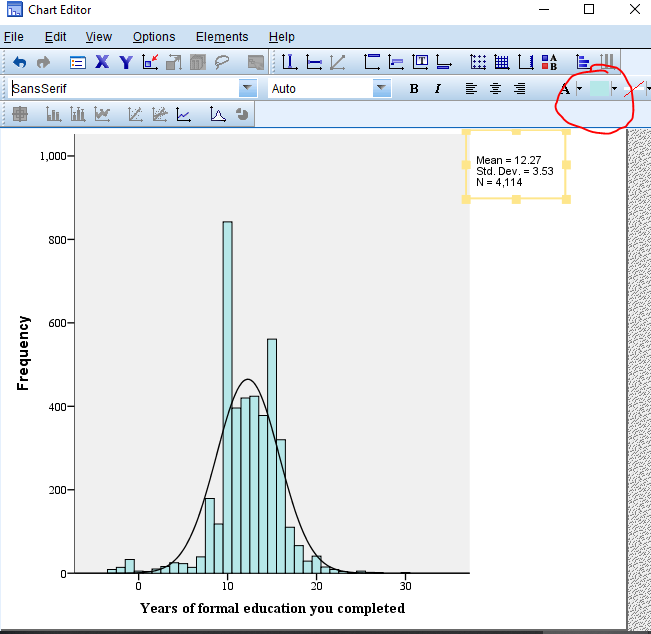 Chart Editor
File Edit View Options Elements Help
SansSerif Auto B I A
Mean = 12.27
Std. Dev. = 3.53
N = 4,114
1,000
800
600
400
200
0
Frequency
0 10 20 30
Years of formal education you completed